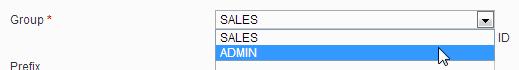 Group * SALES
SALES ID
ADMIN
Prefix